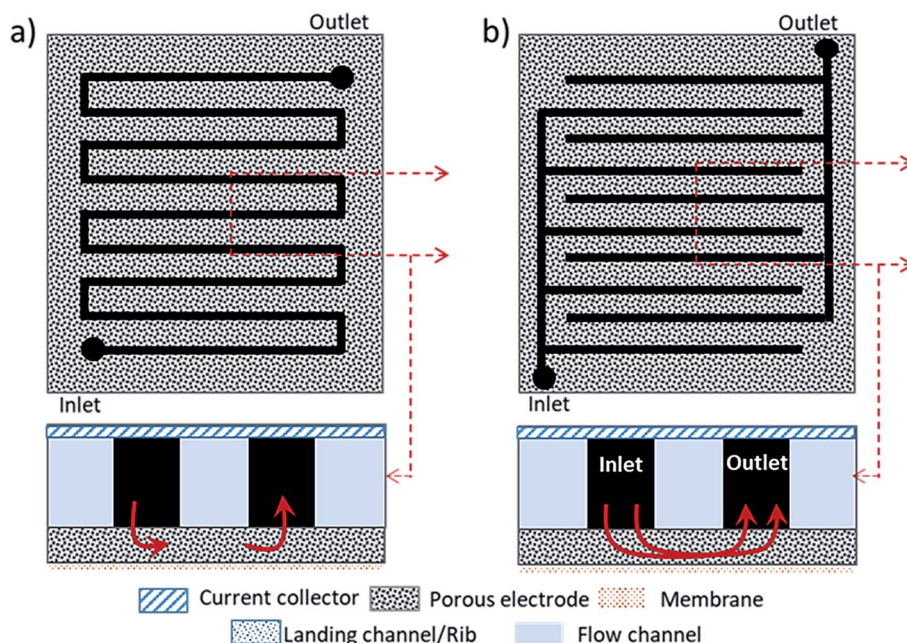 a)
Outlet
Inlet
b)
Outlet
Inlet
Inlet Outlet
Current collector Porous electrode Membrane
Landing channel/Rib Flow channel